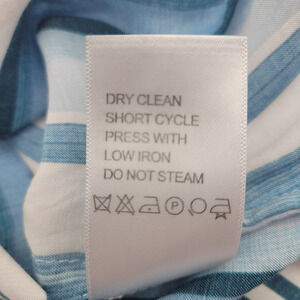 DRY CLEAN
SHORT CYCLE
PRESS WITH
LOW IRON
DO NOT STEAM
P